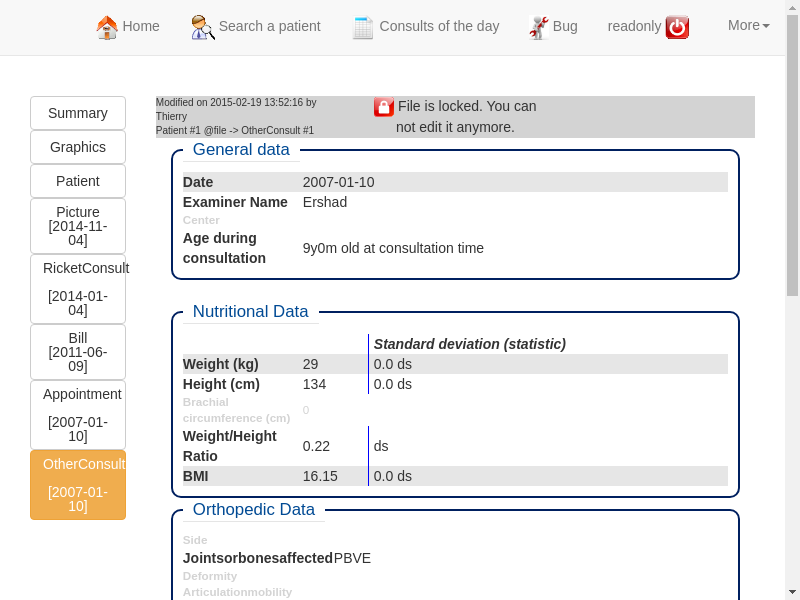 Home
Search a patient
Consults of the day
Bug
readonly
More
Summary
Graphics
Patient
Picture
[2014-11-
04]
RicketConsult
[2014-01-
04]
Bill
[2011-06-
09]
Appointment
[2007-01-
10]
OtherConsult
[2007-01-
10]
Modified on 2015-02-19 13:52:16 by
Thierry
Patient #1 @file -> OtherConsult #1
File is locked. You can
not edit it anymore.
General data
Date 2007-01-10
Examiner Name Ershad
Center
Age during
consultation 9y0m old at consultation time
Nutritional Data
Standard deviation (statistic)
Weight (kg) 29 0.0 ds
Height (cm) 134 0.0 ds
Brachial
circumference (cm) 0
Weight/Height
Ratio 0.22 ds
BMI 16.15 0.0 ds
Orthopedic Data
Side
Jointsorbonesaffected PBVE
Deformity
Articulationmobility